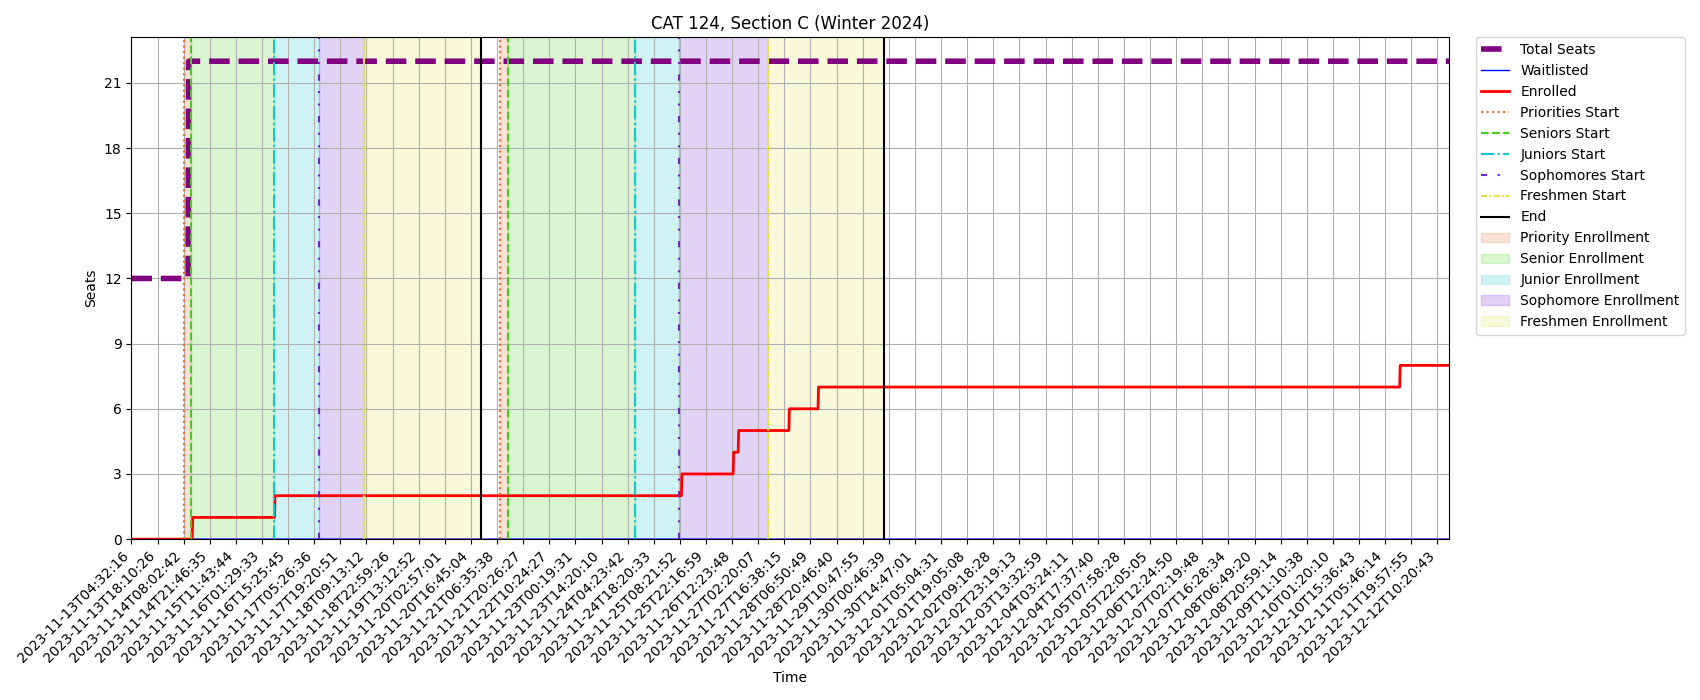 CAT 124, Section C (Winter 2024)
Total Seats
Waitlisted
Enrolled
Priorities Start
Seniors Start
Juniors Start
Sophomores Start
Freshmen Start
End
Priority Enrollment
Senior Enrollment
Junior Enrollment
Sophomore Enrollment
Freshmen Enrollment
Seats
21
18
15
12
9
6
3
0
2023-11-13T04:32:16
2023-11-13T18:10:26
2023-11-14T08:02:42
2023-11-14T21:46:35
2023-11-15T11:43:44
2023-11-16T01:29:33
2023-11-16T15:25:45
2023-11-17T05:26:36
2023-11-17T19:20:51
2023-11-18T09:13:12
2023-11-18T22:59:26
2023-11-19T13:12:52
2023-11-20T02:57:01
2023-11-20T16:45:04
2023-11-21T06:35:38
2023-11-21T20:26:27
2023-11-22T10:24:27
2023-11-23T00:19:31
2023-11-23T14:20:10
2023-11-24T04:23:42
2023-11-24T18:20:33
2023-11-25T08:21:52
2023-11-25T22:16:59
2023-11-26T12:23:48
2023-11-27T02:20:07
2023-11-27T16:38:15
2023-11-28T06:50:49
2023-11-28T20:46:40
2023-11-29T10:47:55
2023-11-30T00:46:39
2023-11-30T14:47:01
2023-12-01T05:04:31
2023-12-01T19:05:08
2023-12-02T09:18:28
2023-12-02T23:19:13
2023-12-03T13:32:59
2023-12-04T03:24:11
2023-12-04T17:37:40
2023-12-05T07:58:28
2023-12-05T22:05:05
2023-12-06T12:24:50
2023-12-07T02:19:48
2023-12-07T16:28:34
2023-12-08T06:49:20
2023-12-08T20:59:14
2023-12-09T11:10:38
2023-12-10T01:20:10
2023-12-10T15:36:43
2023-12-11T05:46:14
2023-12-11T19:57:55
2023-12-12T10:20:43
Time